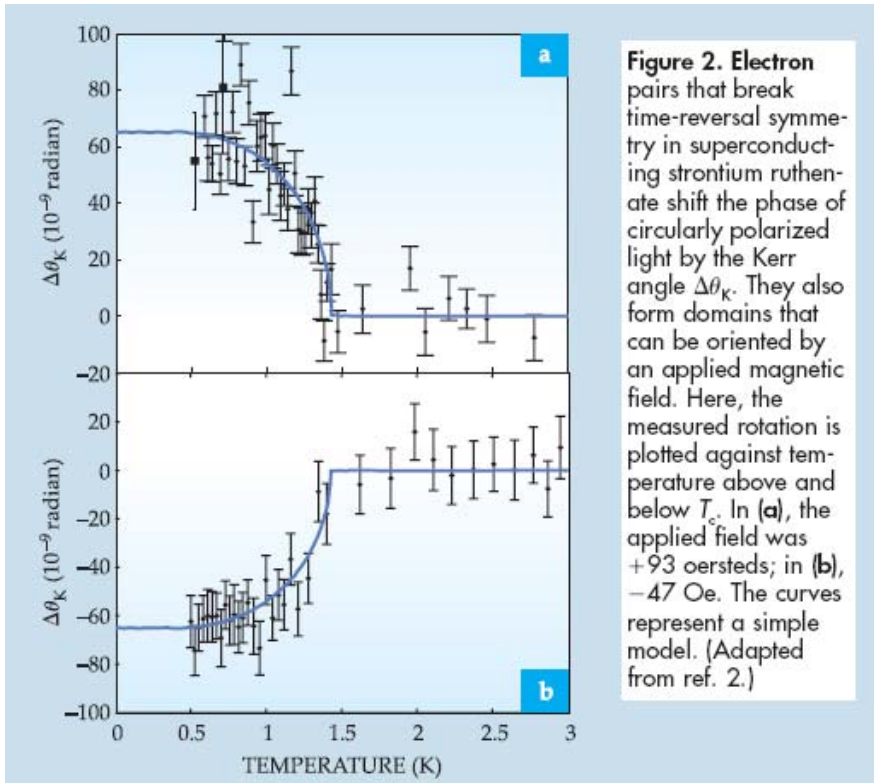 100
a
80
60
40
20
0
−20
Δθ_K (10⁻⁹ radian)
20
0
−20
−40
−60
−80
−100
Δθ_K (10⁻⁹ radian)
b
0 0.5 1 1.5 2 2.5 3
TEMPERATURE (K)
Figure 2. Electron
pairs that break
time-reversal symme-
try in superconduct-
ing strontium ruthen-
ate shift the phase of
circularly polarized
light by the Kerr
angle Δθ_K. They also
form domains that
can be oriented by
an applied magnetic
field. Here, the
measured rotation is
plotted against tem-
perature above and
below T_c. In (a), the
applied field was
+93 oersteds; in (b),
−47 Oe. The curves
represent a simple
model. (Adapted
from ref. 2.)